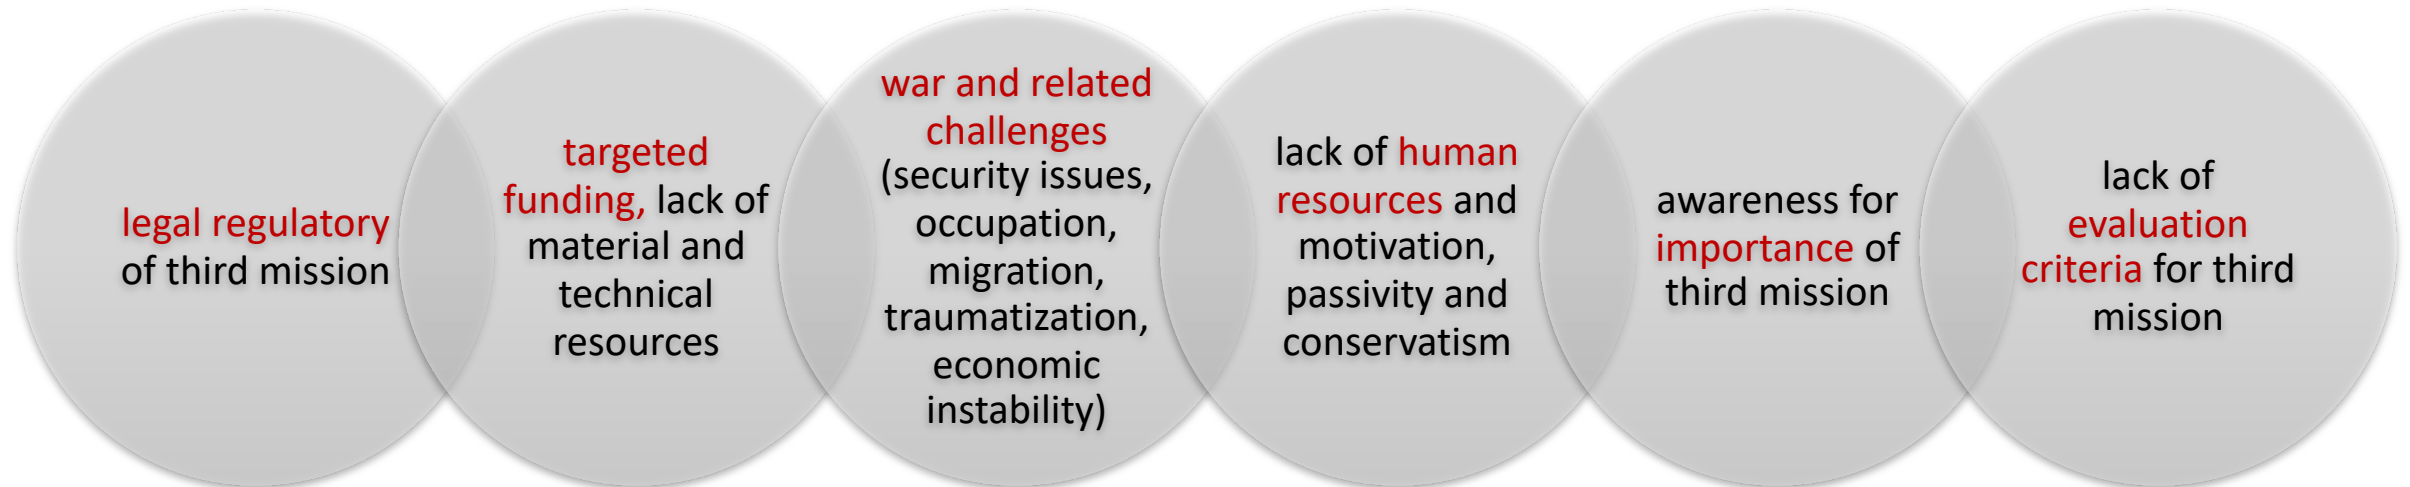 legal regulatory
of third mission
targeted
funding, lack of
material and
technical
resources
war and related
challenges
(security issues,
occupation,
migration,
traumatization,
economic
instability)
lack of human
resources and
motivation,
passivity and
conservatism
awareness for
importance of
third mission
lack of
evaluation
criteria for third
mission